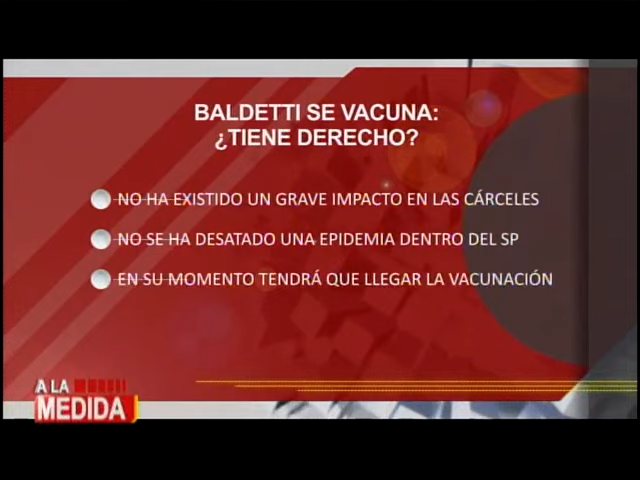 BALDETTI SE VACUNA:
¿TIENE DERECHO?
NO HA EXISTIDO UN GRAVE IMPACTO EN LAS CÁRCELES
NO SE HA DESATADO UNA EPIDEMIA DENTRO DEL SP
EN SU MOMENTO TENDRÁ QUE LLEGAR LA VACUNACIÓN
A LA
MEDIDA